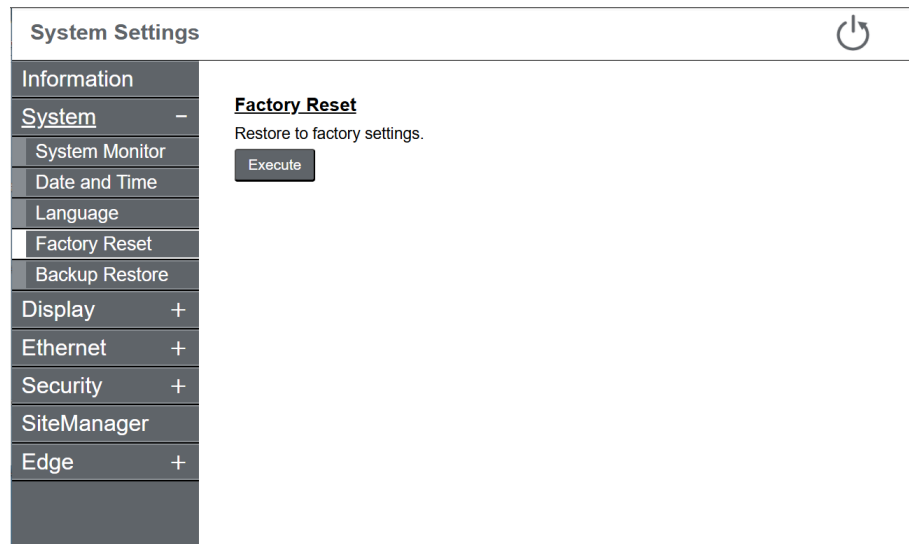 System Settings
Information
System −
System Monitor
Date and Time
Language
Factory Reset
Backup Restore
Display +
Ethernet +
Security +
SiteManager
Edge +
Factory Reset
Restore to factory settings.
Execute